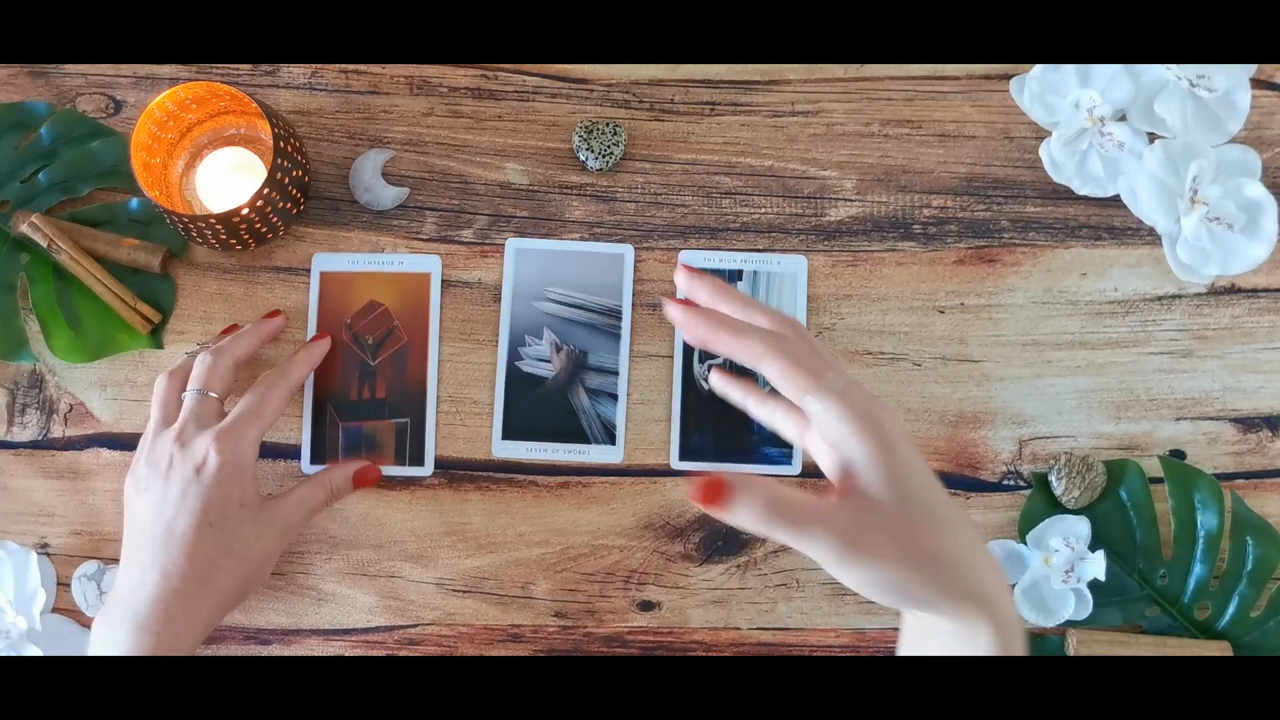 THE EMPEROR IV
SEVEN OF SWORDS
THE HIGH PRIESTESS II